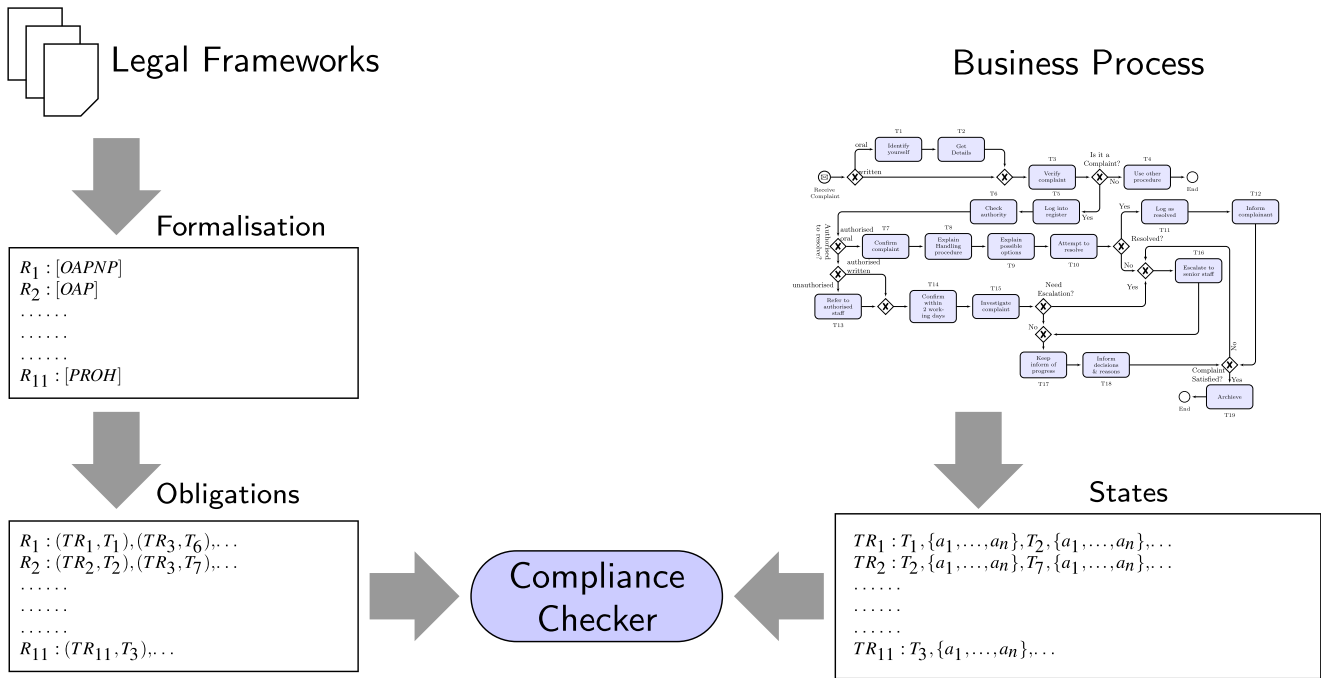 Legal Frameworks
Business Process
Formalisation
R1 : [OAPNP]
R2 : [OAP]
......
......
......
R11 : [PROH]
Obligations
R1 : (TR1, T1), (TR3, T6), ...
R2 : (TR2, T2), (TR3, T7), ...
......
......
......
R11 : (TR11, T3), ...
Compliance
Checker
States
TR1 : T1, {a1, ..., an}, T2, {a1, ..., an}, ...
TR2 : T2, {a1, ..., an}, T7, {a1, ..., an}, ...
......
......
......
TR11 : T3, {a1, ..., an}, ...
Receive
Complaint
oral
written
T1
Identify
yourself
T2
Get
Details
T3
Verify
complaint
Is it a
Complaint?
No
Yes
T4
Use other
procedure
End
T5
Log into
register
T6
Check
authority
Authorised
to resolve?
authorised
oral
authorised
written
unauthorised
T7
Confirm
complaint
T8
Explain
Handling
procedure
Explain
possible
options
T9
Attempt to
resolve
T10
Resolved?
Yes
No
Log as
resolved
T11
T12
Inform
complainant
Refer to
authorised
staff
T13
T14
Confirm
within
2 work-
ing days
T15
Investigate
complaint
Need
Escalation?
Yes
No
T16
Escalate to
senior staff
Keep
inform of
progress
T17
Inform
decisions
& reasons
T18
Complaint
Satisfied?
No
Yes
Archieve
T19
End